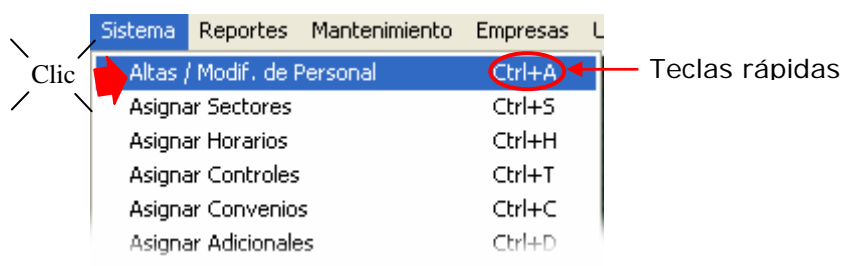 Sistema Reportes Mantenimiento Empresas
Clic Altas / Modif. de Personal Ctrl+A Teclas rápidas
Asignar Sectores Ctrl+S
Asignar Horarios Ctrl+H
Asignar Controles Ctrl+T
Asignar Convenios Ctrl+C
Asignar Adicionales Ctrl+D